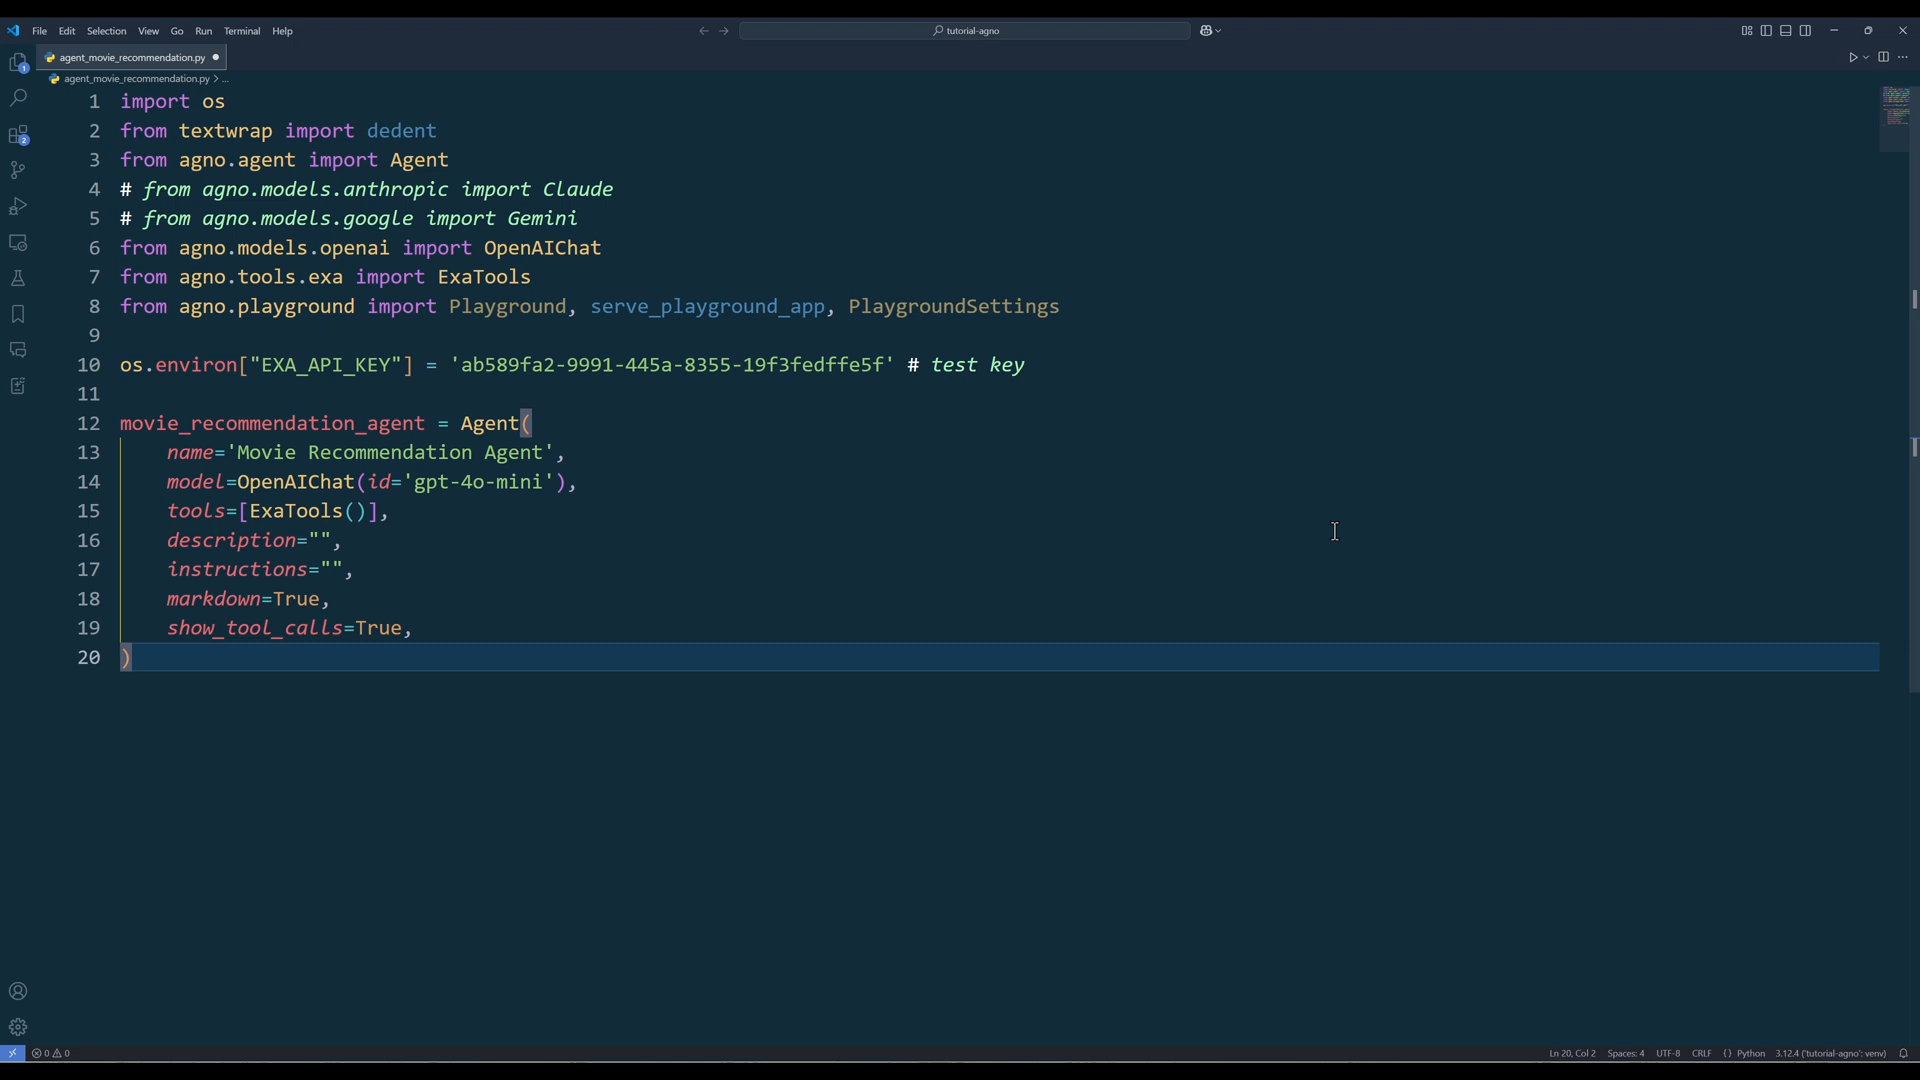 File Edit Selection View Go Run Terminal Help
tutorial-agno
agent_movie_recommendation.py
agent_movie_recommendation.py > ...
1 import os
2 from textwrap import dedent
3 from agno.agent import Agent
4 # from agno.models.anthropic import Claude
5 # from agno.models.google import Gemini
6 from agno.models.openai import OpenAIChat
7 from agno.tools.exa import ExaTools
8 from agno.playground import Playground, serve_playground_app, PlaygroundSettings
9
10 os.environ["EXA_API_KEY"] = 'ab589fa2-9991-445a-8355-19f3fedffe5f' # test key
11
12 movie_recommendation_agent = Agent(
13     name='Movie Recommendation Agent',
14     model=OpenAIChat(id='gpt-4o-mini'),
15     tools=[ExaTools()],
16     description="",
17     instructions="",
18     markdown=True,
19     show_tool_calls=True,
20 )
1
2
0 0
Ln 20, Col 2 Spaces: 4 UTF-8 CRLF {} Python 3.12.4 ('tutorial-agno': venv)